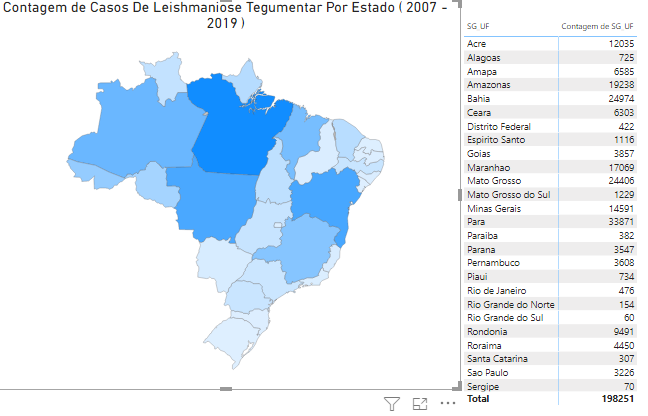 Contagem de Casos De Leishmaniose Tegumentar Por Estado ( 2007 -
2019 )
SG_UF Contagem de SG_UF
Acre 12035
Alagoas 725
Amapa 6585
Amazonas 19238
Bahia 24974
Ceara 6303
Distrito Federal 422
Espirito Santo 1116
Goias 3857
Maranhao 17069
Mato Grosso 24406
Mato Grosso do Sul 1229
Minas Gerais 14591
Para 33871
Paraiba 382
Parana 3547
Pernambuco 3608
Piaui 734
Rio de Janeiro 476
Rio Grande do Norte 154
Rio Grande do Sul 60
Rondonia 9491
Roraima 4450
Santa Catarina 307
Sao Paulo 3226
Sergipe 70
Total 198251